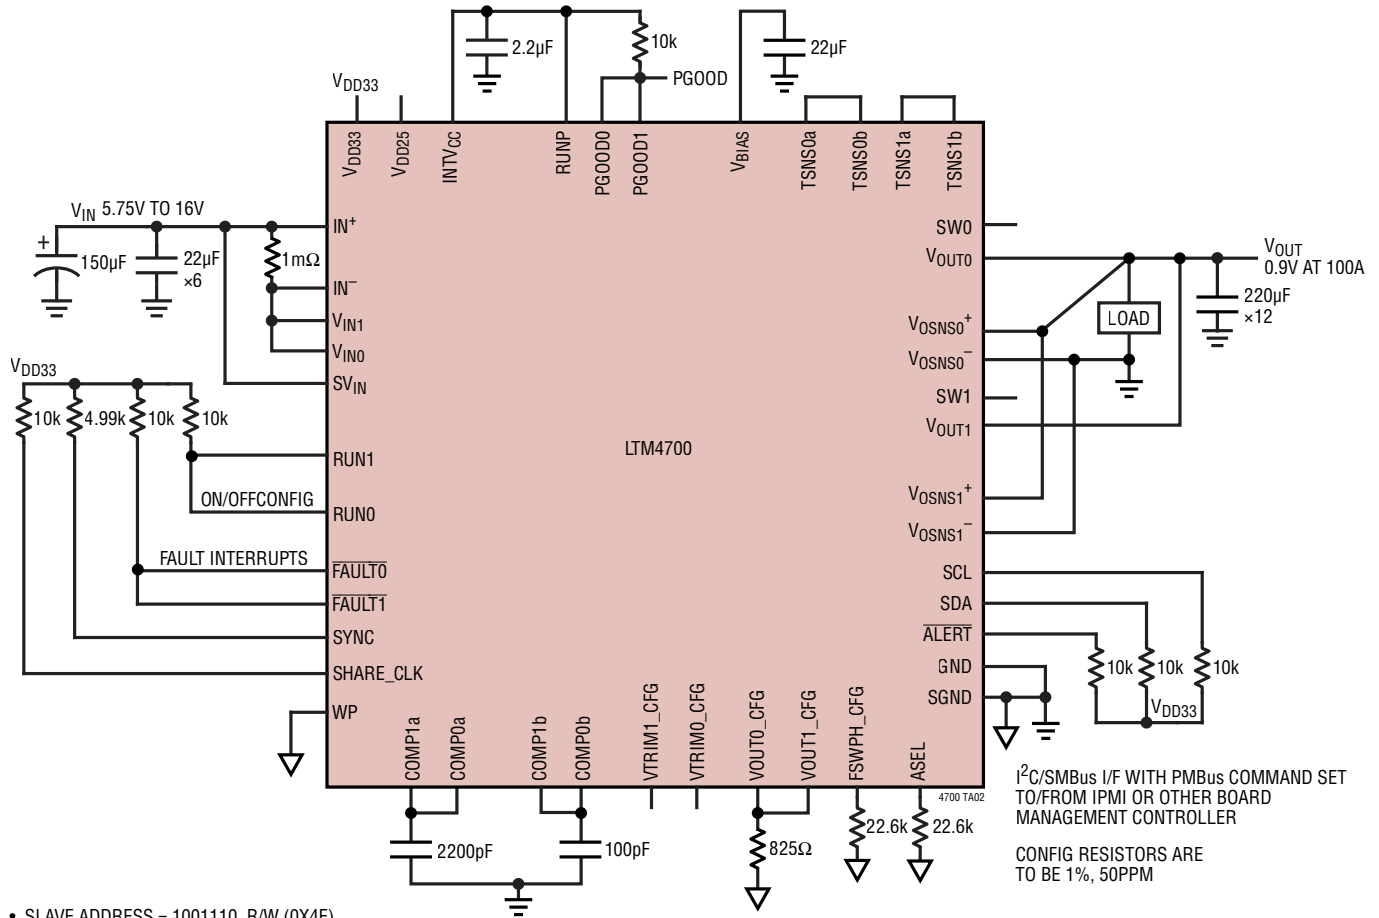 2.2µF
10k
22µF
PGOOD
VDD33
VDD33
VDD25
INTVCC
RUNP
PGOOD0
PGOOD1
VBIAS
TSNS0a
TSNS0b
TSNS1a
TSNS1b
VIN 5.75V TO 16V
150µF
22µF
×6
1mΩ
IN+
IN–
VIN1
VIN0
SVIN
VDD33
10k
4.99k
10k
10k
RUN1
ON/OFFCONFIG
RUN0
FAULT INTERRUPTS
FAULT0
FAULT1
SYNC
SHARE_CLK
WP
LTM4700
SW0
VOUT0
VOSNS0+
VOSNS0–
SW1
VOUT1
VOSNS1+
VOSNS1–
SCL
SDA
ALERT
GND
SGND
VOUT
0.9V AT 100A
LOAD
220µF
×12
10k
10k
10k
VDD33
COMP1a
COMP0a
COMP1b
COMP0b
VTRIM1_CFG
VTRIM0_CFG
VOUT0_CFG
VOUT1_CFG
FSWPH_CFG
ASEL
4700 TA02
2200pF
100pF
825Ω
22.6k
22.6k
I2C/SMBus I/F WITH PMBus COMMAND SET
TO/FROM IPMI OR OTHER BOARD
MANAGEMENT CONTROLLER
CONFIG RESISTORS ARE
TO BE 1%, 50PPM
• SLAVE ADDRESS = 1001110_R/W (0X4E)